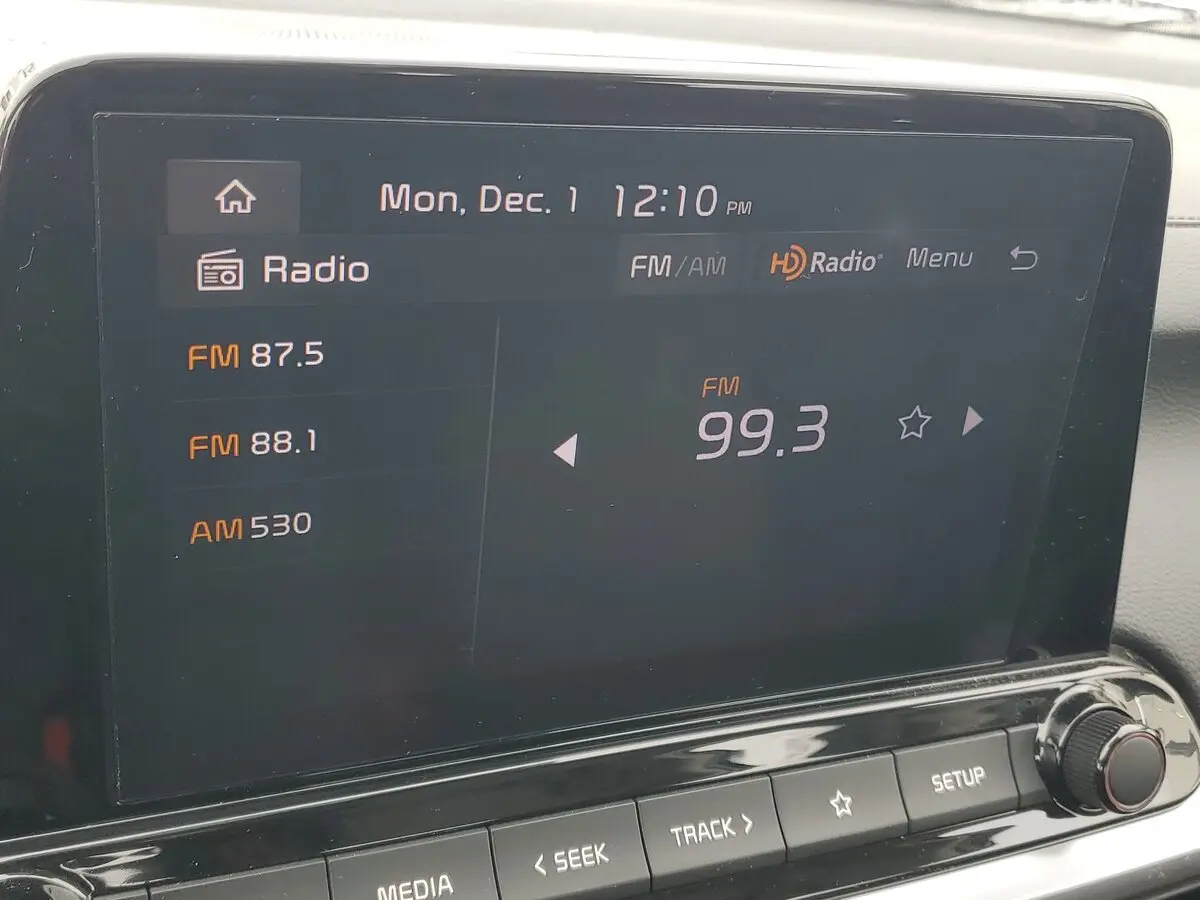 Mon, Dec. 1 12:10 PM
Radio FM/AM HD Radio® Menu
FM 87.5
FM 88.1
AM 530
FM
99.3
MEDIA
< SEEK
TRACK >
SETUP